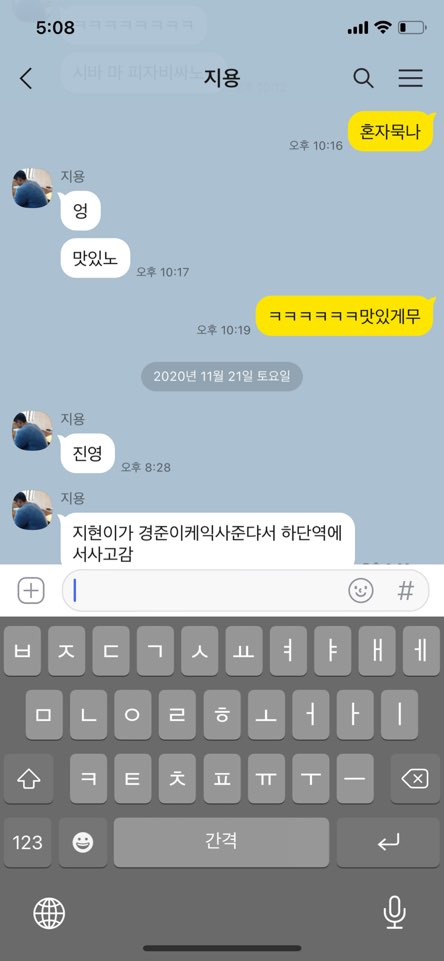 5:08
ㅋㅋㅋㅋㅋㅋㅋㅋ
시바 마 피자비싸노
지용
오후 10:12
혼자묵나
오후 10:16
지용
엉
맛있노
오후 10:17
ㅋㅋㅋㅋㅋㅋ맛있게무
오후 10:19
2020년 11월 21일 토요일
지용
진영
오후 8:28
지용
지현이가 경준이케익사준댜서 하단역에
서사고감
#
ㅂ ㅈ ㄷ ㄱ ㅅ ㅛ ㅕ ㅑ ㅐ ㅔ
ㅁ ㄴ ㅇ ㄹ ㅎ ㅗ ㅓ ㅏ ㅣ
ㅋ ㅌ ㅊ ㅍ ㅠ ㅜ ㅡ
123 간격